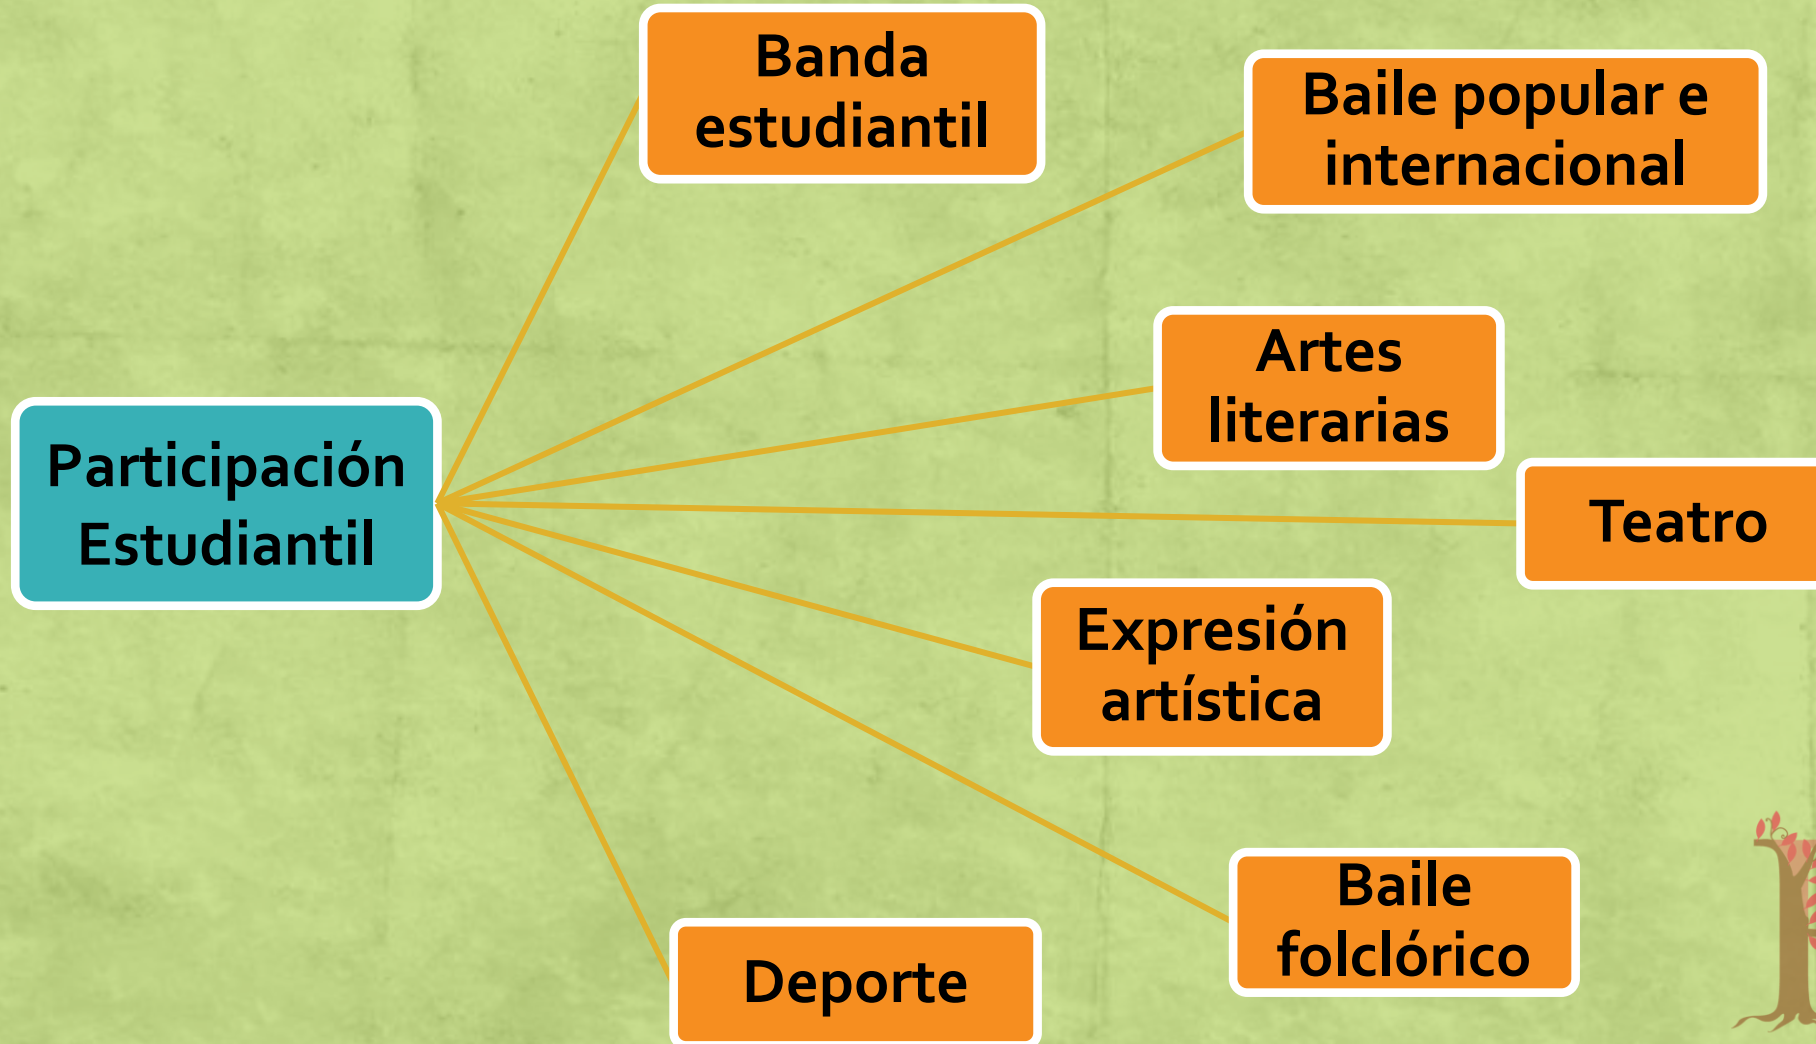 Banda
estudiantil
Baile popular e
internacional
Artes
literarias
Participación
Estudiantil
Teatro
Expresión
artística
Baile
folclórico
Deporte